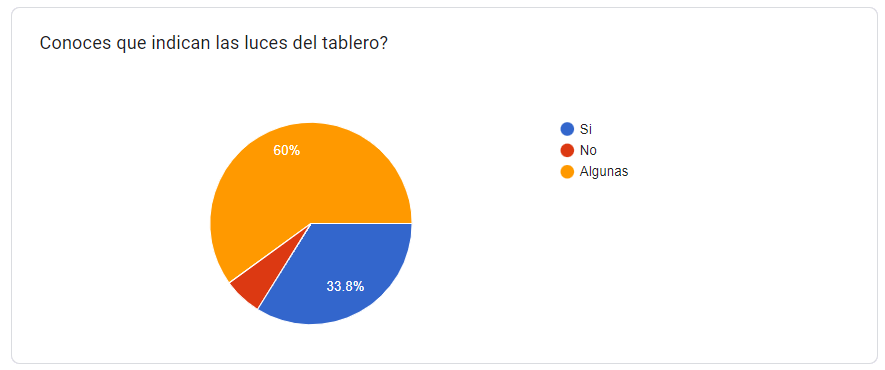 Conoces que indican las luces del tablero?
Si
No
Algunas
60%
33.8%